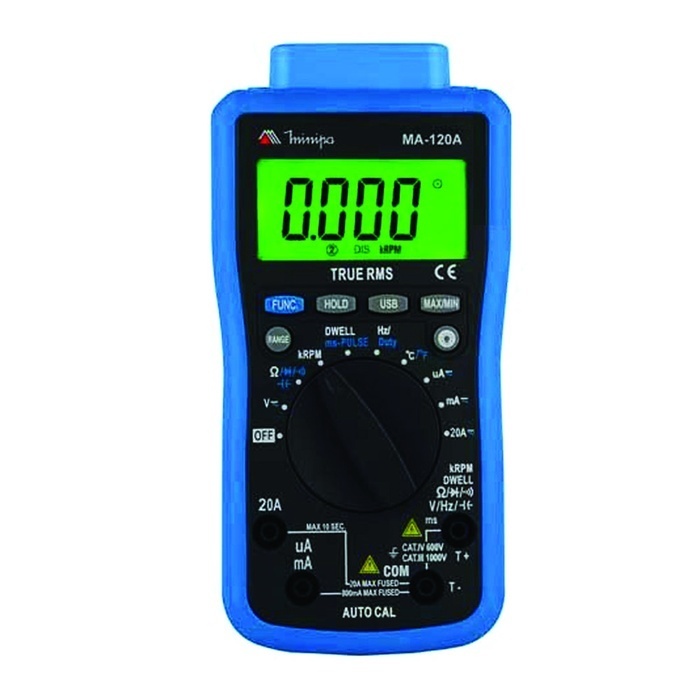 Minipa MA-120A
0.000
② DIS kRPM
TRUE RMS CE
FUNC. HOLD USB MAX/MIN
RANGE
DWELL
ms-PULSE
Hz/
Duty
kRPM
°C/°F
Ω/
uA
V
mA
OFF
20A
kRPM
DWELL
Ω/
V/Hz/
20A
MAX 10 SEC.
ms
uA
mA
CAT.IV 600V
CAT.III 1000V
T+
COM
20A MAX FUSED
800mA MAX FUSED
T-
AUTO CAL